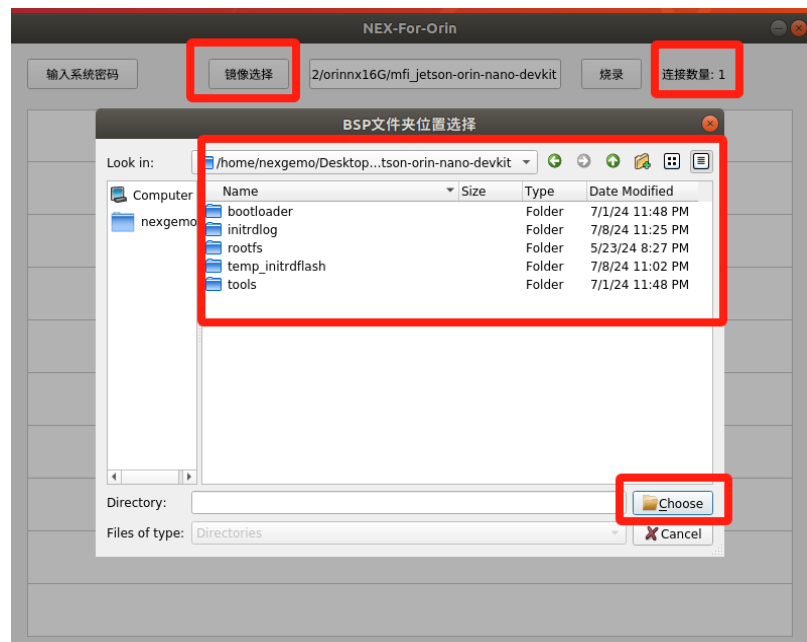 NEX-For-Orin
输入系统密码 镜像选择 2/orinnx16G/mfi_jetson-orin-nano-devkit 烧录 连接数量: 1
BSP文件夹位置选择
Look in: /home/nexgemo/Desktop...tson-orin-nano-devkit
Computer
nexgemo
Name Size Type Date Modified
bootloader Folder 7/1/24 11:48 PM
initrdlog Folder 7/8/24 11:25 PM
rootfs Folder 5/23/24 8:27 PM
temp_initrdflash Folder 7/8/24 11:02 PM
tools Folder 7/1/24 11:48 PM
Directory: Choose
Files of type: Directories Cancel